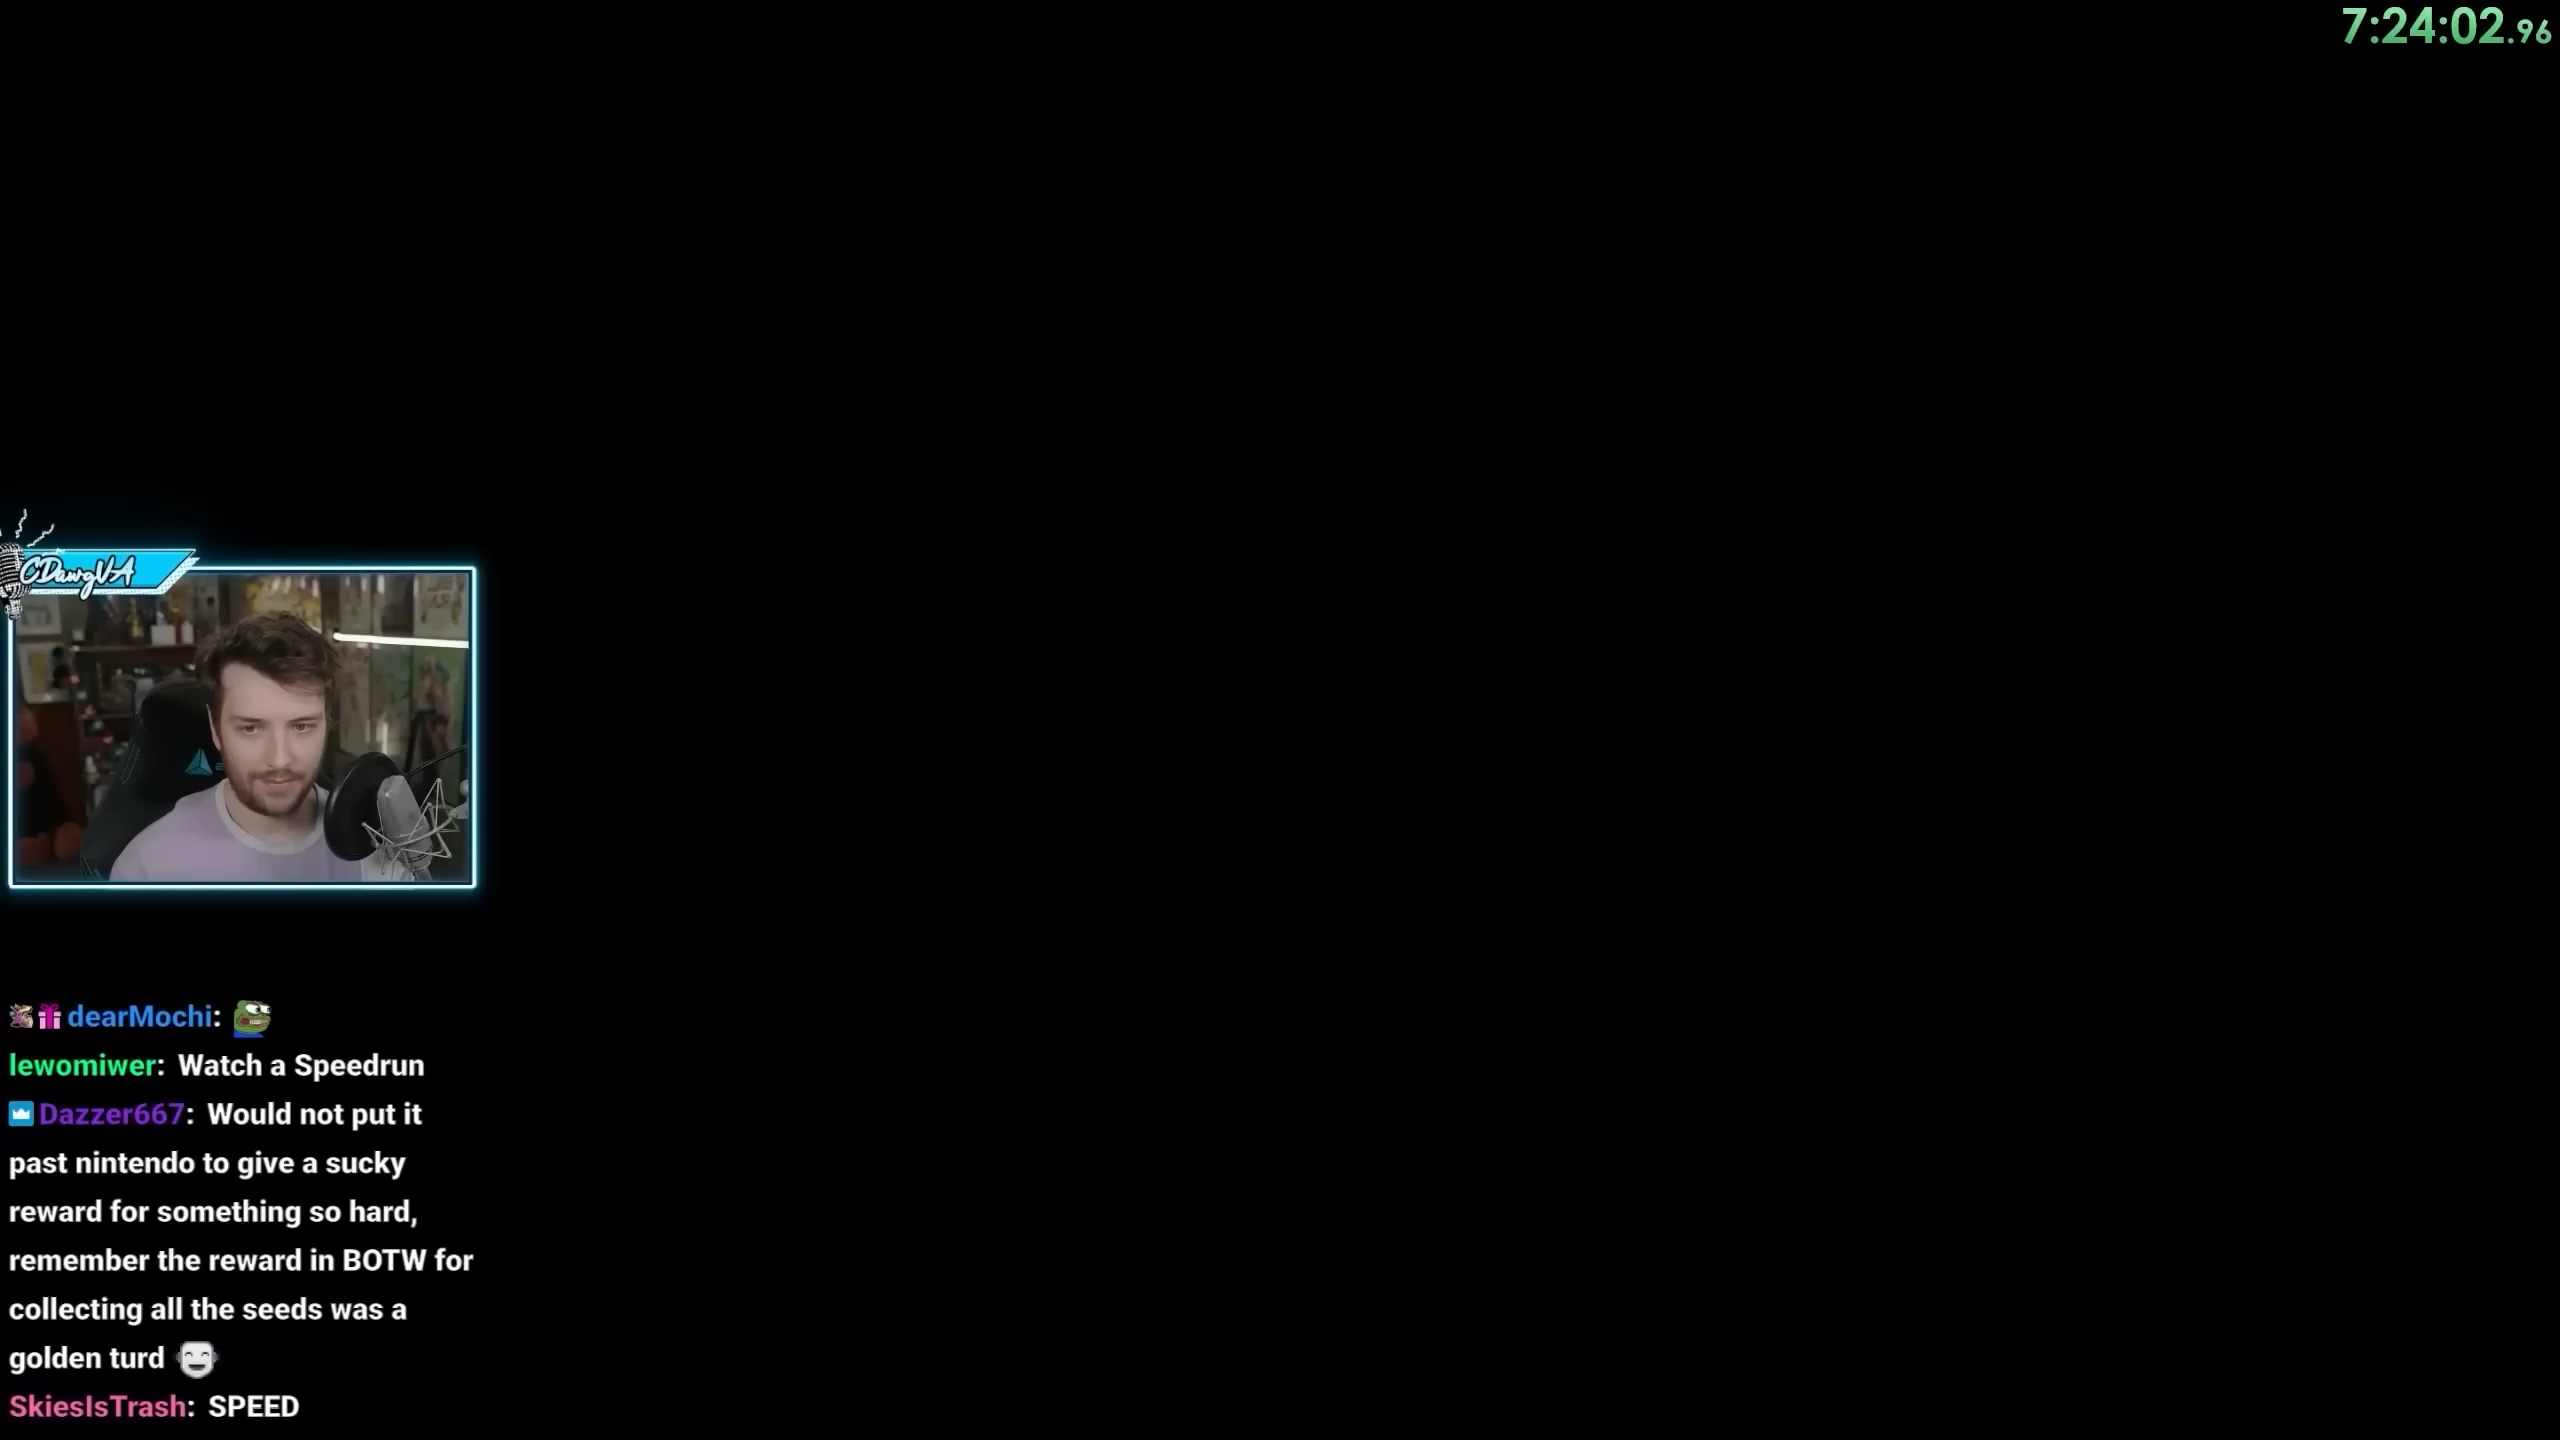 7:24:02.96
CDawgVA
dearMochi:
lewomiwer: Watch a Speedrun
Dazzer667: Would not put it
past nintendo to give a sucky
reward for something so hard,
remember the reward in BOTW for
collecting all the seeds was a
golden turd
SkiesIsTrash: SPEED